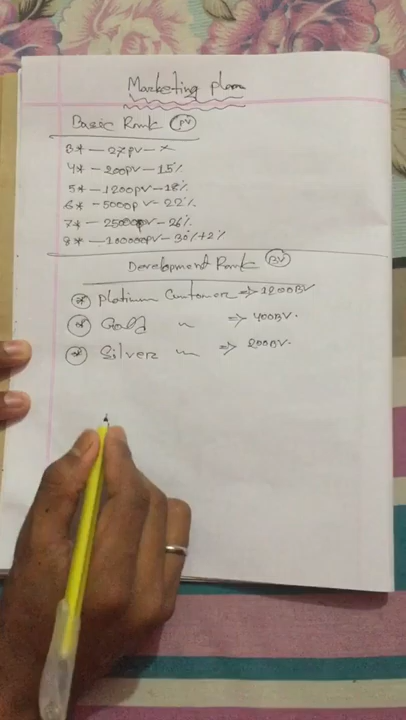 Marketing plan
Basic Rank PV
3* — 27PV — ×
4* — 200PV — 15%
5* — 1200PV — 18%
6* — 5000PV — 22%
7* — 25000PV — 26%
8* — 100000PV — 30%+2%
Development Rank BV
* Platinum Customer ⇒ 1200BV
* Gold " ⇒ 400BV.
* Silver " ⇒ 200BV.